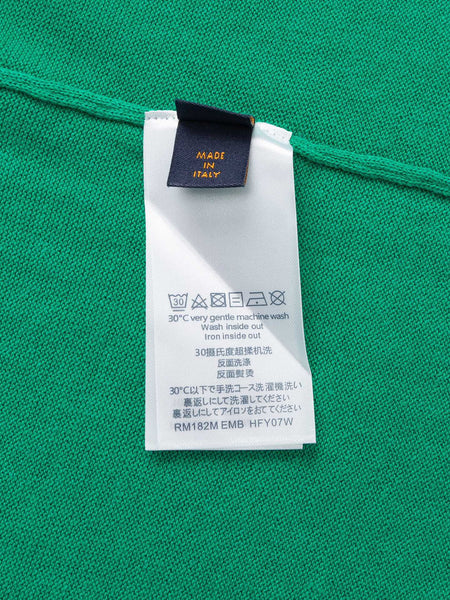 MADE
IN
ITALY
30
30°C very gentle machine wash
Wash inside out
Iron inside out
30摄氏度超揉机洗
反面洗涤
反面熨烫
30°C以下で手洗コース洗濯機洗い
裏返しにして洗濯してください
裏返してアイロンをおてください
RM182M EMB HFY07W